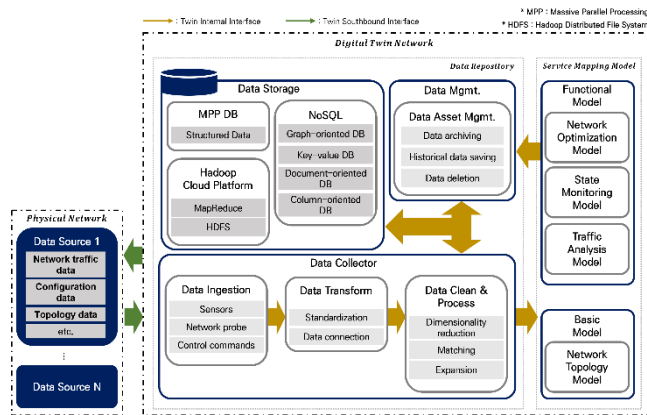 : Twin Internal Interface
: Twin Southbound Interface
* MPP : Massive Parallel Processing
* HDFS : Hadoop Distributed File System
Digital Twin Network
Data Repository
Service Mapping Model
Data Storage
MPP DB
Structured Data
Hadoop
Cloud Platform
MapReduce
HDFS
NoSQL
Graph-oriented DB
Key-value DB
Document-oriented
DB
Column-oriented
DB
Data Mgmt.
Data Asset Mgmt.
Data archiving
Historical data saving
Data deletion
Functional
Model
Network
Optimization
Model
State
Monitoring
Model
Traffic
Analysis
Model
Physical Network
Data Source 1
Network traffic
data
Configuration
data
Topology data
etc.
⋮
Data Source N
Data Collector
Data Ingestion
Sensors
Network probe
Control commands
Data Transform
Standardization
Data connection
Data Clean &
Process
Dimensionality
reduction
Matching
Expansion
Basic
Model
Network
Topology
Model